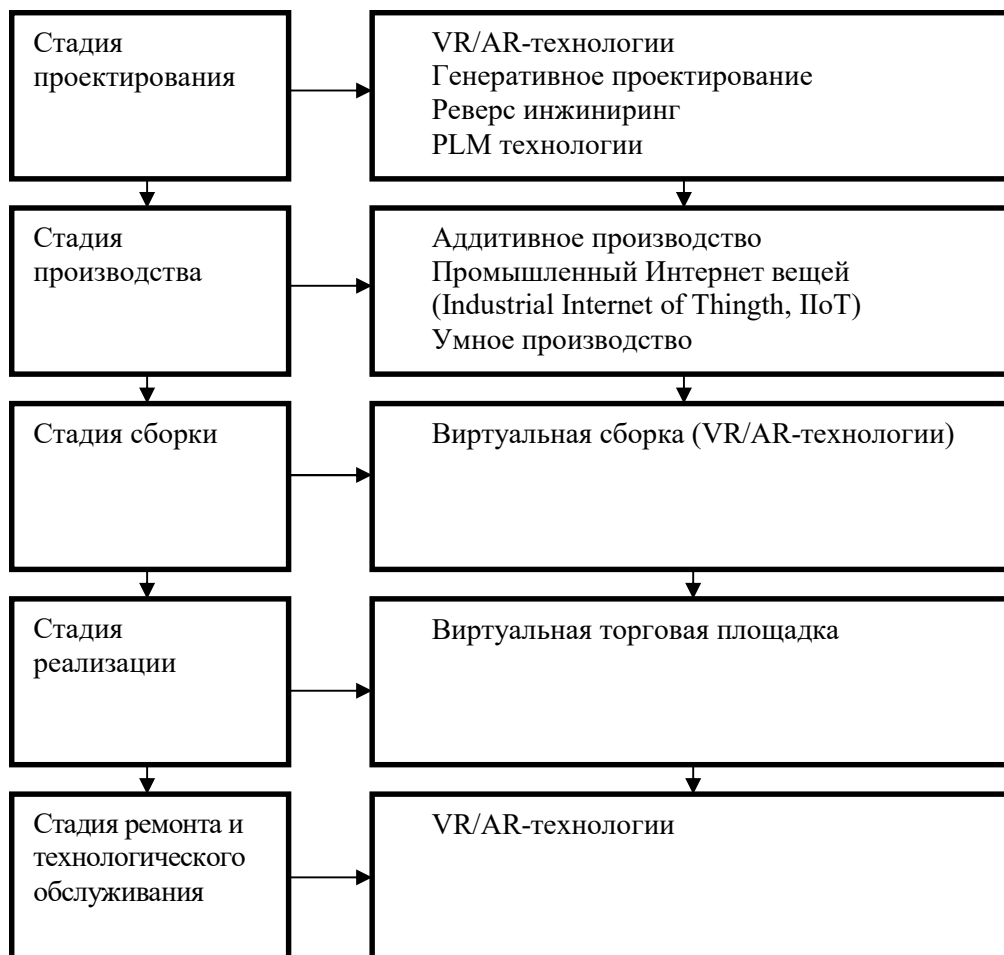 Стадия
проектирования
VR/AR-технологии
Генеративное проектирование
Реверс инжиниринг
PLM технологии
Стадия
производства
Аддитивное производство
Промышленный Интернет вещей
(Industrial Internet of Thingth, IIoT)
Умное производство
Стадия сборки
Виртуальная сборка (VR/AR-технологии)
Стадия
реализации
Виртуальная торговая площадка
Стадия ремонта и
технологического
обслуживания
VR/AR-технологии